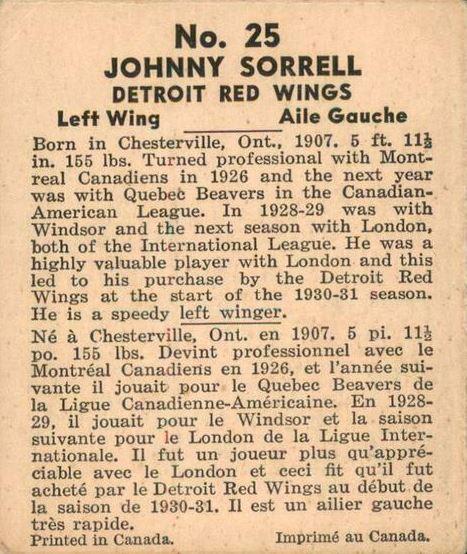 No. 25
JOHNNY SORRELL
DETROIT RED WINGS
Left Wing Aile Gauche
Born in Chesterville, Ont., 1907. 5 ft. 11½
in. 155 lbs. Turned professional with Mont-
real Canadiens in 1926 and the next year
was with Quebec Beavers in the Canadian-
American League. In 1928-29 was with
Windsor and the next season with London,
both of the International League. He was a
highly valuable player with London and this
led to his purchase by the Detroit Red
Wings at the start of the 1930-31 season.
He is a speedy left winger.
Né à Chesterville, Ont. en 1907. 5 pi. 11½
po. 155 lbs. Devint professionnel avec le
Montréal Canadiens en 1926, et l'année sui-
vante il jouait pour le Quebec Beavers de
la Ligue Canadienne-Américaine. En 1928-
29, il jouait pour le Windsor et la saison
suivante pour le London de la Ligue Inter-
nationale. Il fut un joueur plus qu'appré-
ciable avec le London et ceci fit qu'il fut
acheté par le Detroit Red Wings au début de
la saison de 1930-31. Il est un ailier gauche
très rapide.
Printed in Canada. Imprimé au Canada.